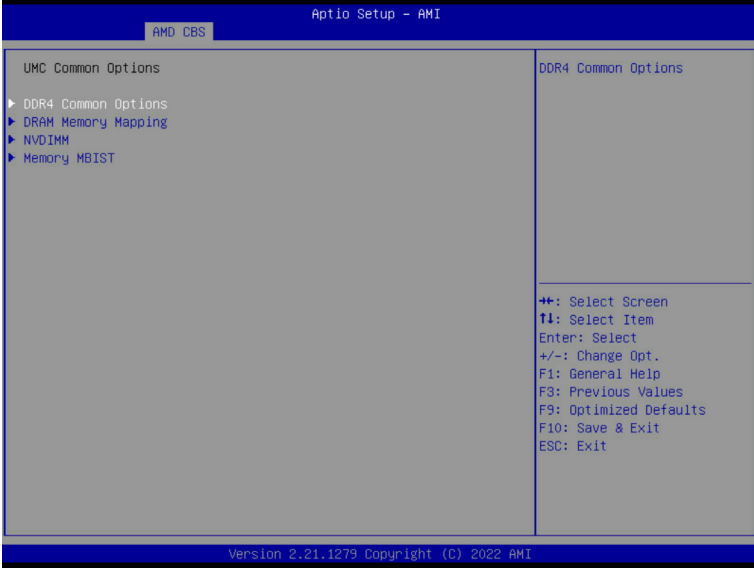 Aptio Setup - AMI
AMD CBS
UMC Common Options
DDR4 Common Options
DRAM Memory Mapping
NVDIMM
Memory MBIST
DDR4 Common Options
→←: Select Screen
↑↓: Select Item
Enter: Select
+/-: Change Opt.
F1: General Help
F3: Previous Values
F9: Optimized Defaults
F10: Save & Exit
ESC: Exit
Version 2.21.1279 Copyright (C) 2022 AMI